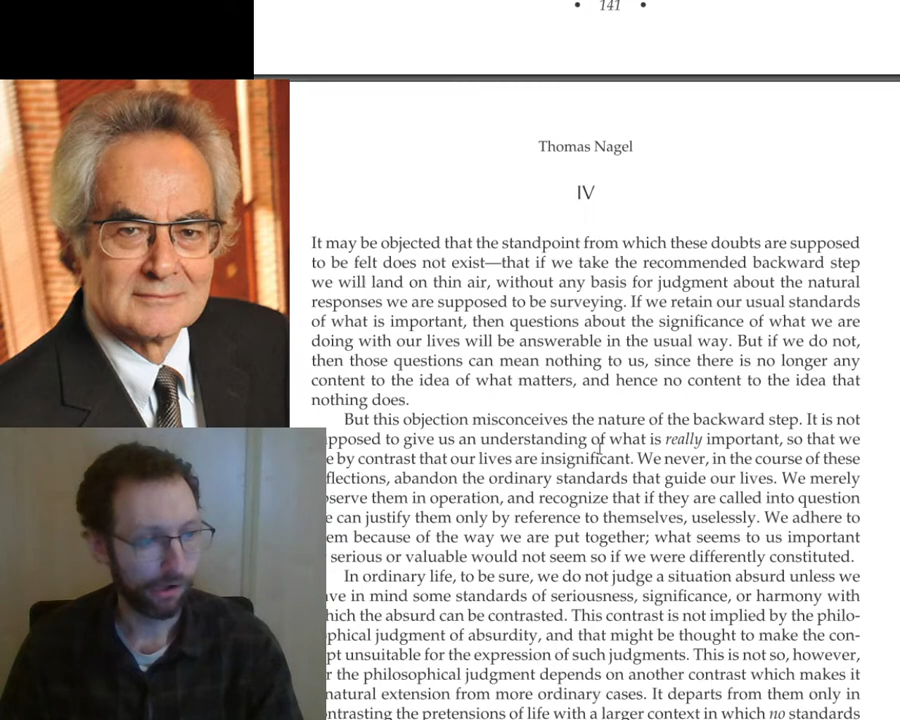 • 141 •
Thomas Nagel
IV
It may be objected that the standpoint from which these doubts are supposed
to be felt does not exist—that if we take the recommended backward step
we will land on thin air, without any basis for judgment about the natural
responses we are supposed to be surveying. If we retain our usual standards
of what is important, then questions about the significance of what we are
doing with our lives will be answerable in the usual way. But if we do not,
then those questions can mean nothing to us, since there is no longer any
content to the idea of what matters, and hence no content to the idea that
nothing does.
But this objection misconceives the nature of the backward step. It is not
pposed to give us an understanding of what is really important, so that we
e by contrast that our lives are insignificant. We never, in the course of these
flections, abandon the ordinary standards that guide our lives. We merely
serve them in operation, and recognize that if they are called into question
e can justify them only by reference to themselves, uselessly. We adhere to
em because of the way we are put together; what seems to us important
serious or valuable would not seem so if we were differently constituted.
In ordinary life, to be sure, we do not judge a situation absurd unless we
ve in mind some standards of seriousness, significance, or harmony with
hich the absurd can be contrasted. This contrast is not implied by the philo-
phical judgment of absurdity, and that might be thought to make the con-
pt unsuitable for the expression of such judgments. This is not so, however,
r the philosophical judgment depends on another contrast which makes it
natural extension from more ordinary cases. It departs from them only in
ntrasting the pretensions of life with a larger context in which no standards